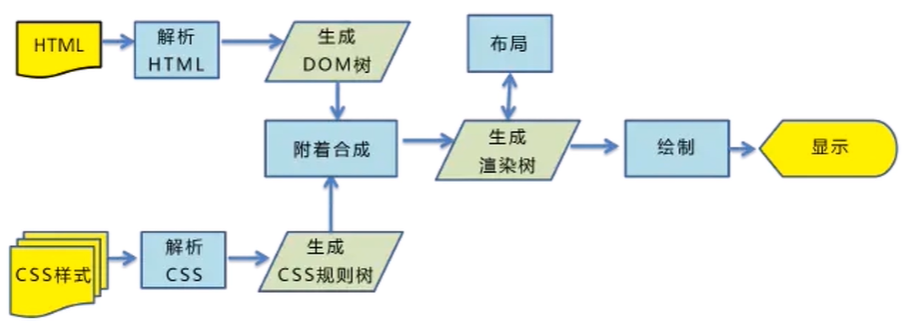 HTML
解析
HTML
生成
DOM树
布局
附着合成
生成
渲染树
绘制
显示
CSS样式
解析
CSS
生成
CSS规则树